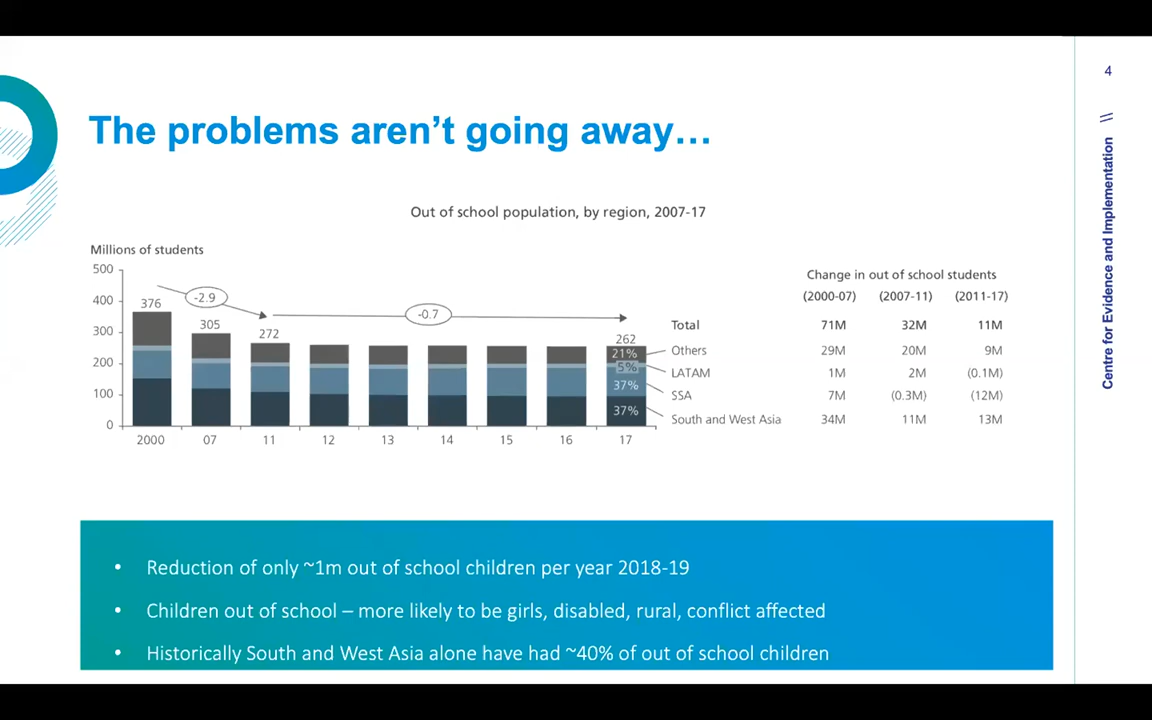 4
The problems aren't going away…
Centre for Evidence and Implementation
Out of school population, by region, 2007-17
Millions of students
500
400
300
200
100
0
376
-2.9
305
272
-0.7
262
21%
5%
37%
37%
2000 07 11 12 13 14 15 16 17
Change in out of school students
(2000-07) (2007-11) (2011-17)
Total 71M 32M 11M
Others 29M 20M 9M
LATAM 1M 2M (0.1M)
SSA 7M (0.3M) (12M)
South and West Asia 34M 11M 13M
• Reduction of only ~1m out of school children per year 2018-19
• Children out of school – more likely to be girls, disabled, rural, conflict affected
• Historically South and West Asia alone have had ~40% of out of school children